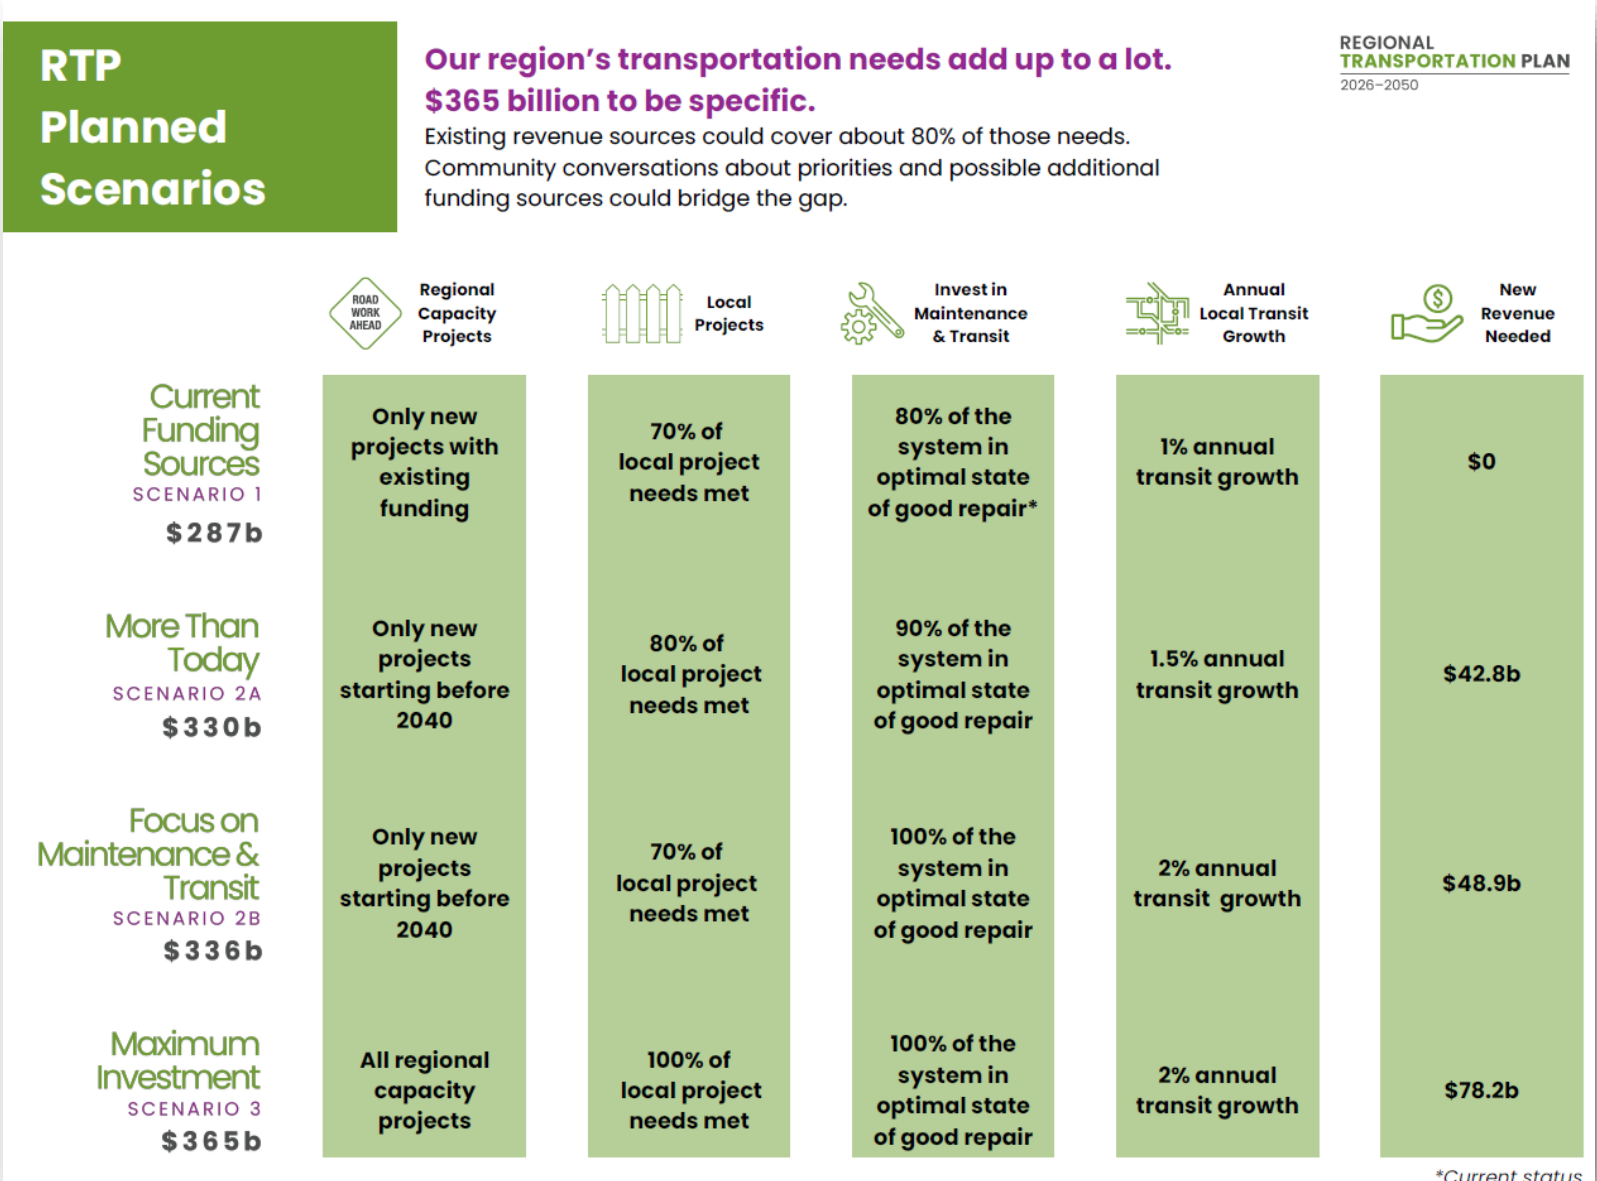 RTP
Planned
Scenarios
Our region's transportation needs add up to a lot.
$365 billion to be specific.
Existing revenue sources could cover about 80% of those needs.
Community conversations about priorities and possible additional
funding sources could bridge the gap.
REGIONAL
TRANSPORTATION PLAN
2026–2050
ROAD
WORK
AHEAD
Regional
Capacity
Projects
Local
Projects
Invest in
Maintenance
& Transit
Annual
Local Transit
Growth
$
New
Revenue
Needed
Current
Funding
Sources
SCENARIO 1
$287b
Only new
projects with
existing
funding
70% of
local project
needs met
80% of the
system in
optimal state
of good repair*
1% annual
transit growth
$0
More Than
Today
SCENARIO 2A
$330b
Only new
projects
starting before
2040
80% of
local project
needs met
90% of the
system in
optimal state
of good repair
1.5% annual
transit growth
$42.8b
Focus on
Maintenance &
Transit
SCENARIO 2B
$336b
Only new
projects
starting before
2040
70% of
local project
needs met
100% of the
system in
optimal state
of good repair
2% annual
transit growth
$48.9b
Maximum
Investment
SCENARIO 3
$365b
All regional
capacity
projects
100% of
local project
needs met
100% of the
system in
optimal state
of good repair
2% annual
transit growth
$78.2b
*Current status